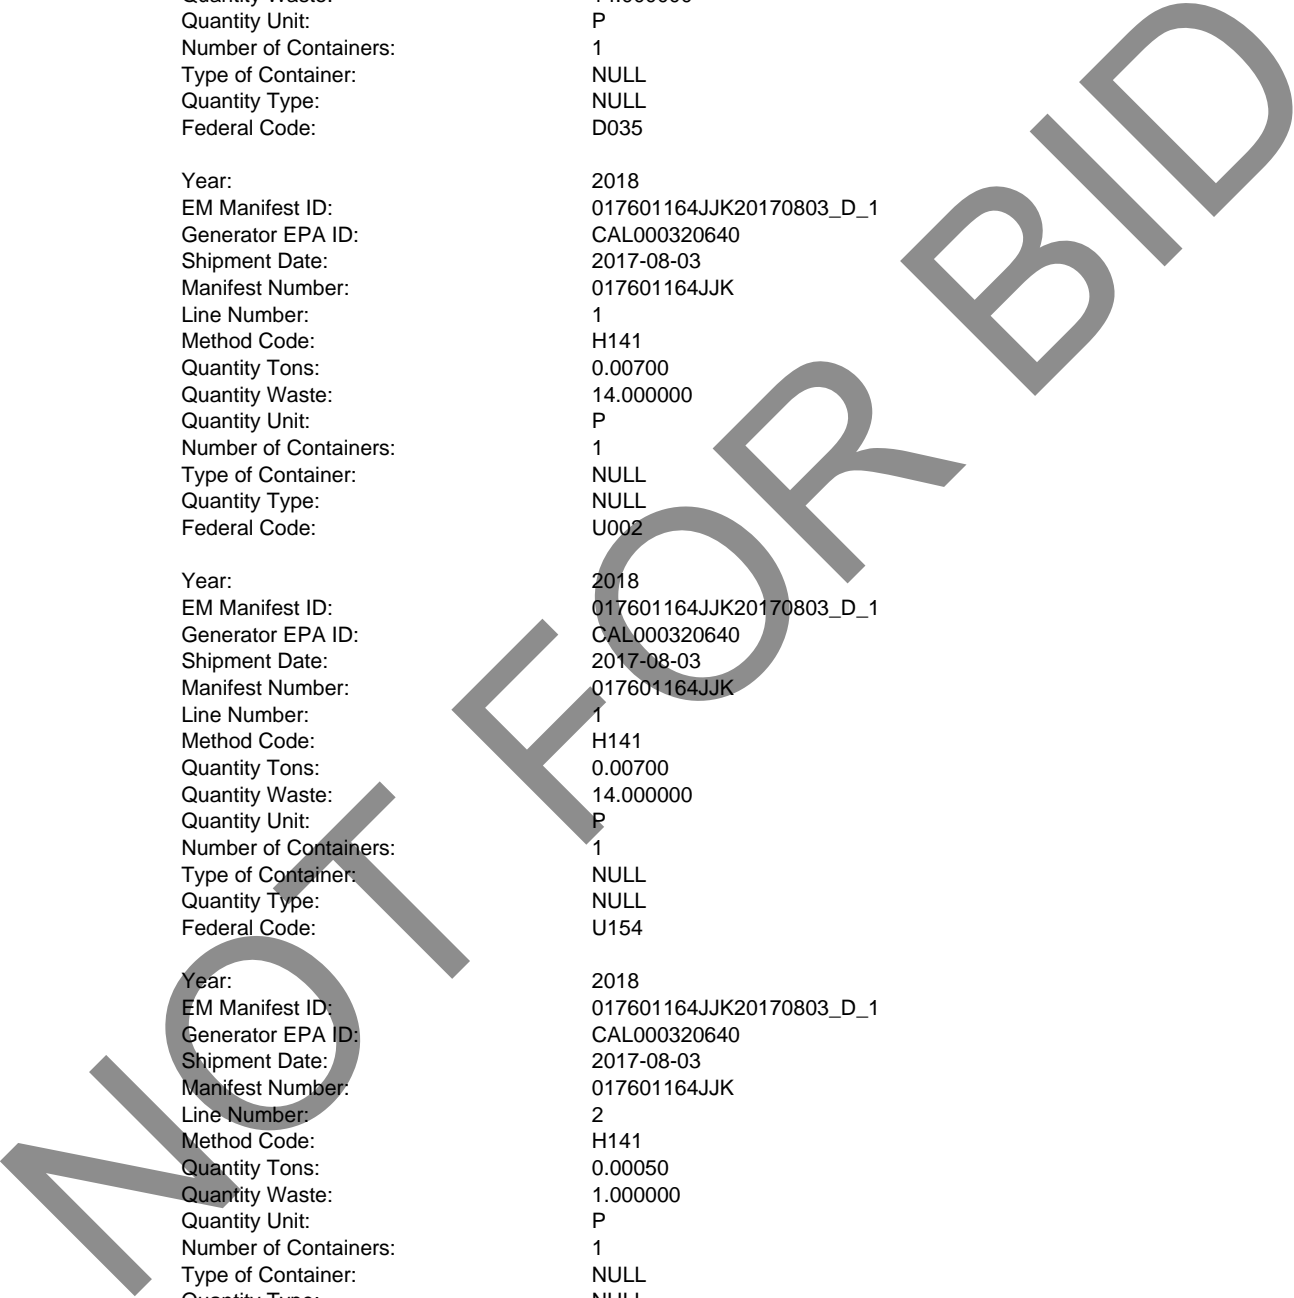 Quantity Unit: P
Number of Containers: 1
Type of Container: NULL
Quantity Type: NULL
Federal Code: D035
Year: 2018
EM Manifest ID: 017601164JJK20170803_D_1
Generator EPA ID: CAL000320640
Shipment Date: 2017-08-03
Manifest Number: 017601164JJK
Line Number: 1
Method Code: H141
Quantity Tons: 0.00700
Quantity Waste: 14.000000
Quantity Unit: P
Number of Containers: 1
Type of Container: NULL
Quantity Type: NULL
Federal Code: U002
Year: 2018
EM Manifest ID: 017601164JJK20170803_D_1
Generator EPA ID: CAL000320640
Shipment Date: 2017-08-03
Manifest Number: 017601164JJK
Line Number: 1
Method Code: H141
Quantity Tons: 0.00700
Quantity Waste: 14.000000
Quantity Unit: P
Number of Containers: 1
Type of Container: NULL
Quantity Type: NULL
Federal Code: U154
Year: 2018
EM Manifest ID: 017601164JJK20170803_D_1
Generator EPA ID: CAL000320640
Shipment Date: 2017-08-03
Manifest Number: 017601164JJK
Line Number: 2
Method Code: H141
Quantity Tons: 0.00050
Quantity Waste: 1.000000
Quantity Unit: P
Number of Containers: 1
Type of Container: NULL
Quantity Type: NULL
NOT FOR BID